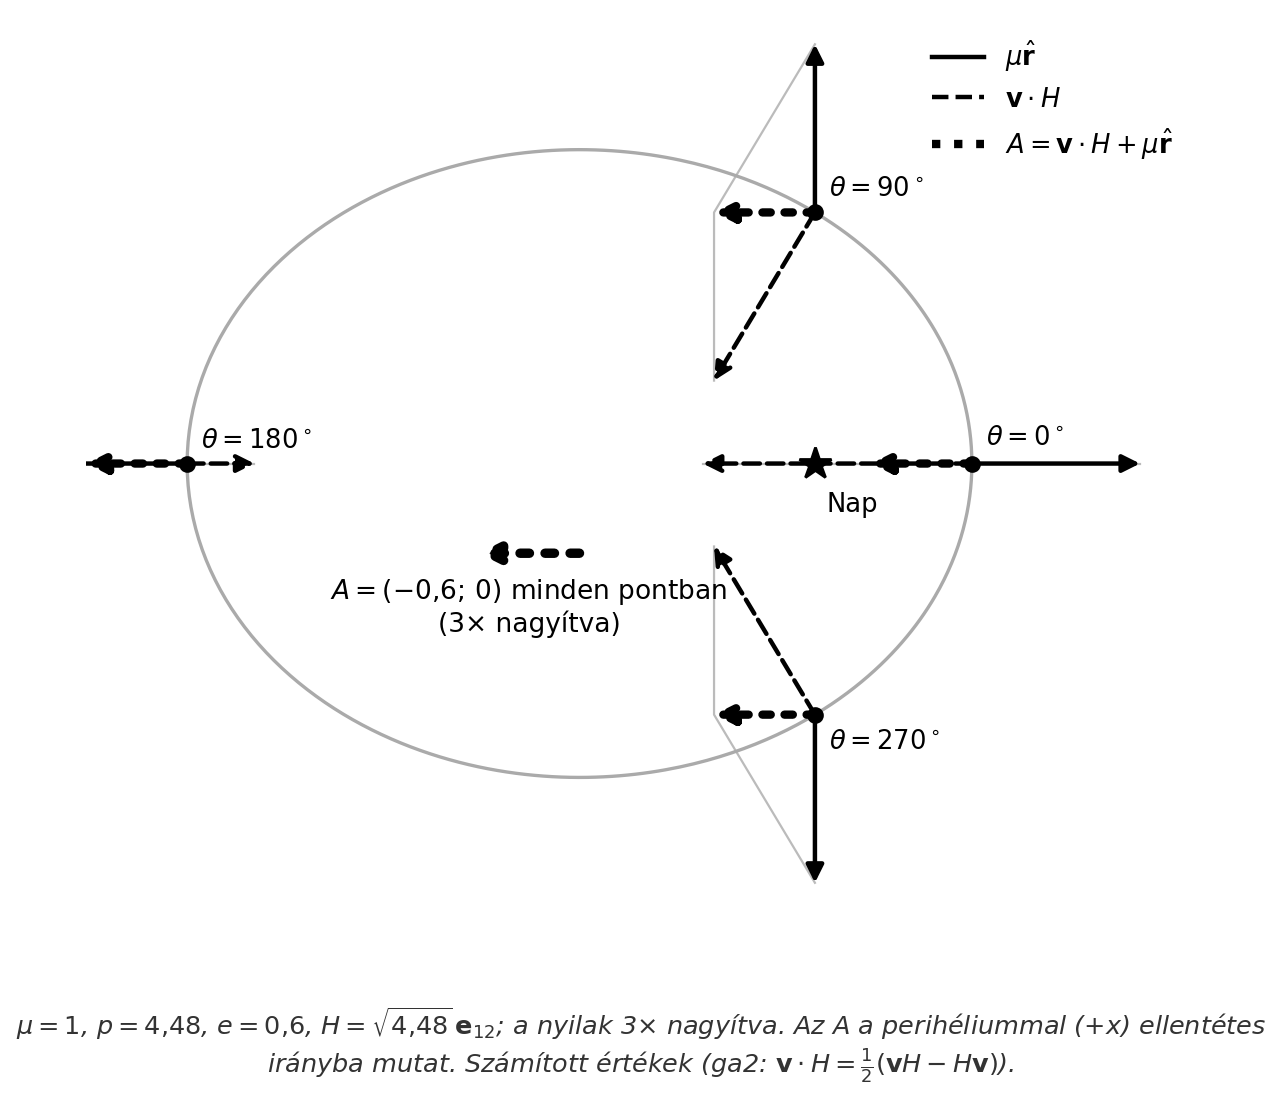 μr̂
v · H
A = v · H + μr̂
θ = 90°
θ = 180°
θ = 0°
Nap
A = (−0,6; 0) minden pontban
(3× nagyítva)
θ = 270°
μ = 1, p = 4,48, e = 0,6, H = √4,48 e₁₂; a nyilak 3× nagyítva. Az A a perihéliummal (+x) ellentétes
irányba mutat. Számított értékek (ga2: v · H = ½(vH − Hv)).